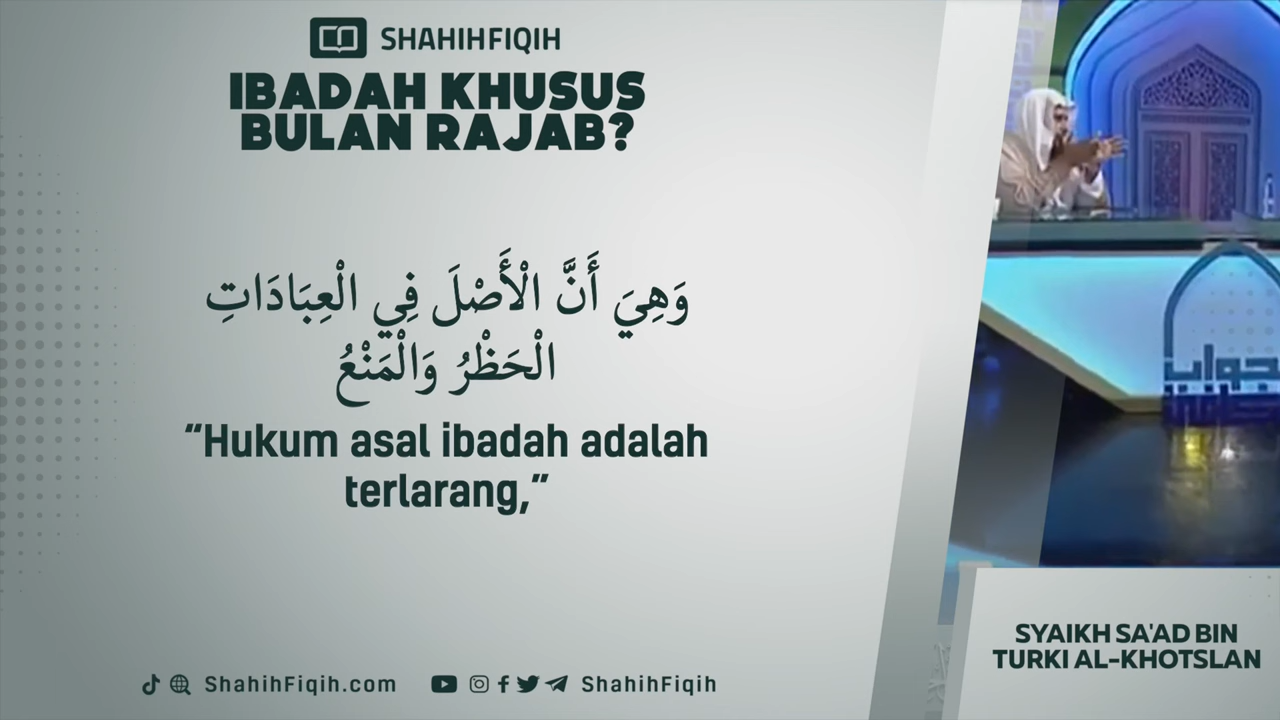 SHAHIHFIQIH
IBADAH KHUSUS
BULAN RAJAB?
وَهِيَ أَنَّ الْأَصْلَ فِي الْعِبَادَاتِ
الْحَظْرُ وَالْمَنْعُ
“Hukum asal ibadah adalah
terlarang,”
ShahihFiqih.com
ShahihFiqih
SYAIKH SA'AD BIN
TURKI AL-KHOTSLAN